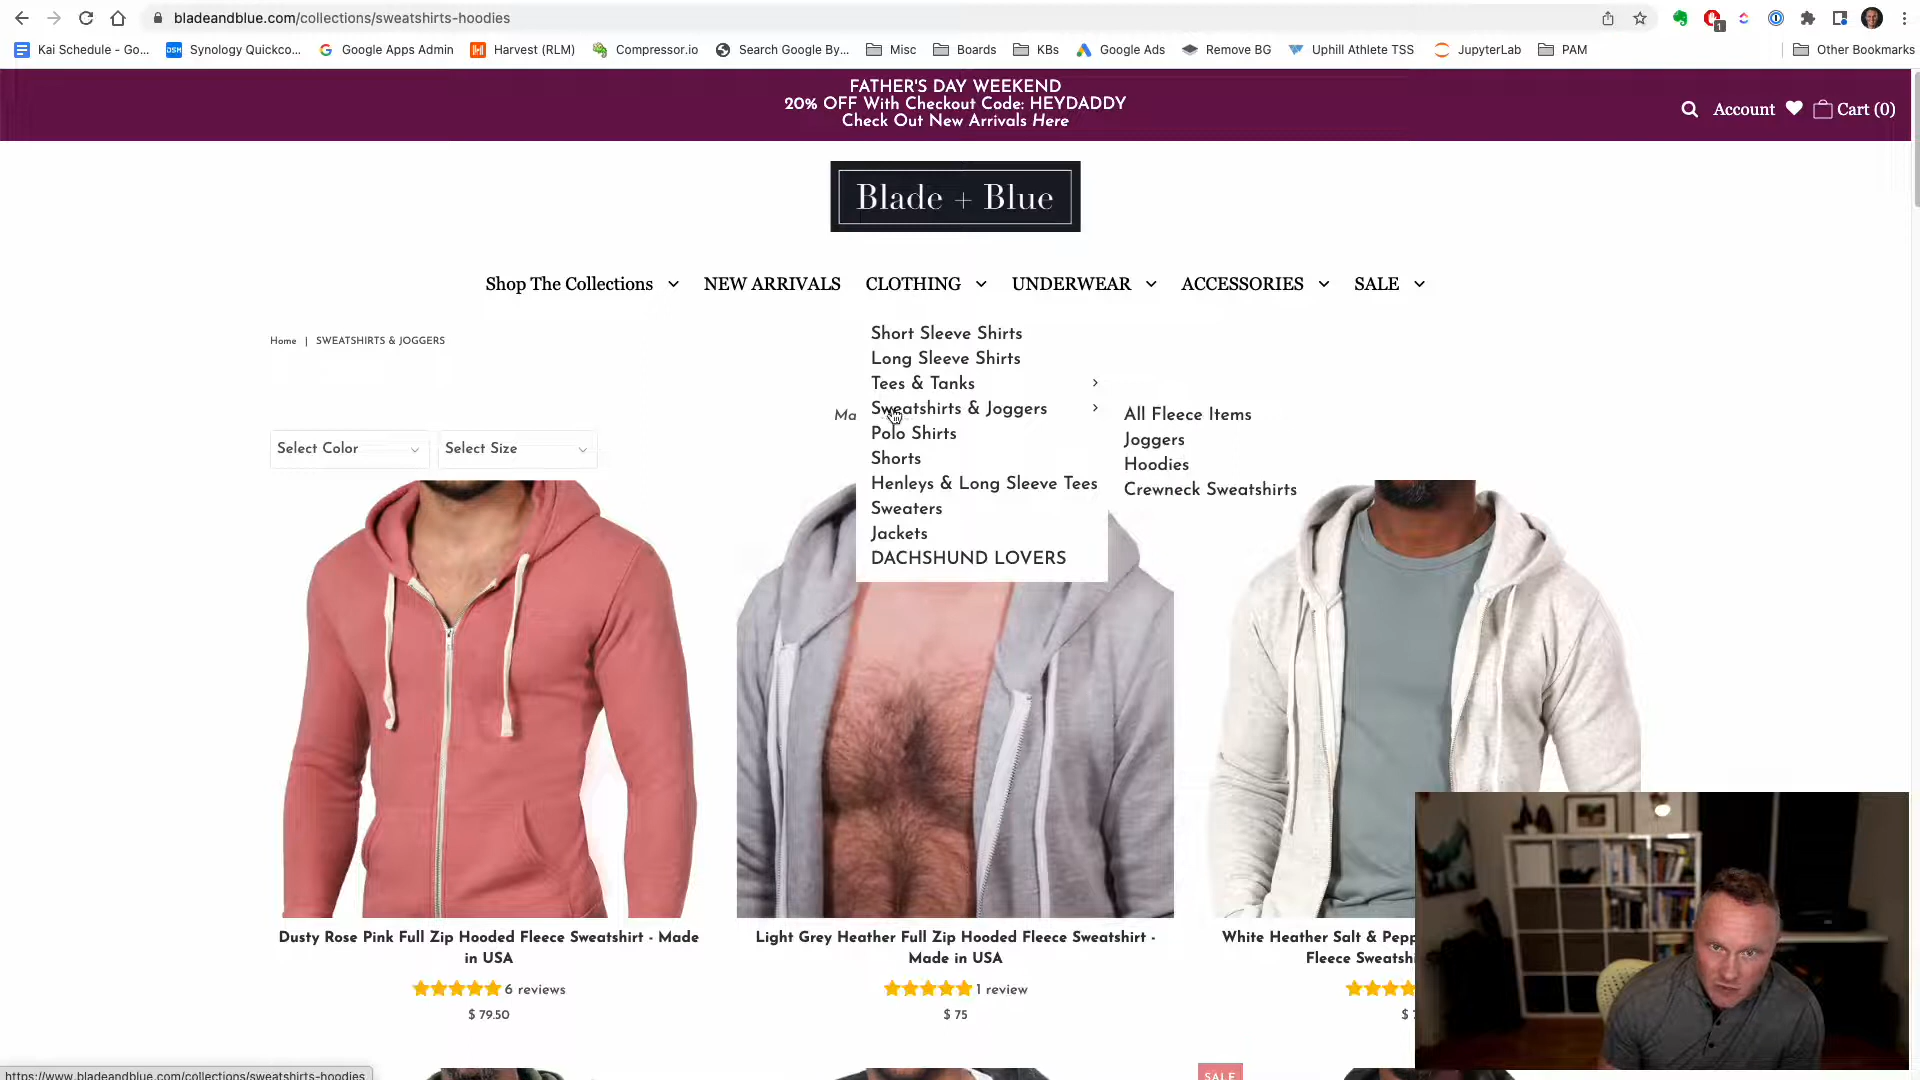 bladeandblue.com/collections/sweatshirts-hoodies
Kai Schedule - Go...
Synology Quickco...
Google Apps Admin
Harvest (RLM)
Compressor.io
Search Google By...
Misc
Boards
KBs
Google Ads
Remove BG
Uphill Athlete TSS
JupyterLab
PAM
Other Bookmarks
FATHER'S DAY WEEKEND
20% OFF With Checkout Code: HEYDADDY
Check Out New Arrivals Here
Account
Cart (0)
Blade + Blue
Shop The Collections
NEW ARRIVALS
CLOTHING
UNDERWEAR
ACCESSORIES
SALE
Home | SWEATSHIRTS & JOGGERS
Short Sleeve Shirts
Long Sleeve Shirts
Tees & Tanks
Sweatshirts & Joggers
Polo Shirts
Shorts
Henleys & Long Sleeve Tees
Sweaters
Jackets
DACHSHUND LOVERS
All Fleece Items
Joggers
Hoodies
Crewneck Sweatshirts
Ma
Select Color
Select Size
Dusty Rose Pink Full Zip Hooded Fleece Sweatshirt - Made
in USA
6 reviews
$ 79.50
Light Grey Heather Full Zip Hooded Fleece Sweatshirt -
Made in USA
1 review
$ 75
White Heather Salt & Pepp
Fleece Sweatshi
$ 7
SALE
https://www.bladeandblue.com/collections/sweatshirts-hoodies